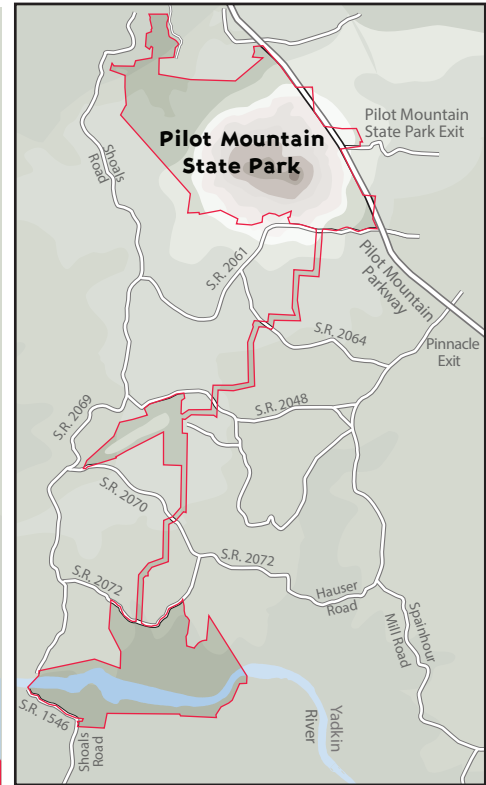 Pilot Mountain
State Park
Pilot Mountain
State Park Exit
Shoals
Road
S.R. 2061
Pilot Mountain
Parkway
S.R. 2064
Pinnacle
Exit
S.R. 2069
S.R. 2048
S.R. 2070
S.R. 2072
S.R. 2072
Hauser
Road
Spainhour
Mill Road
S.R. 1546
Shoals
Road
Yadkin
River